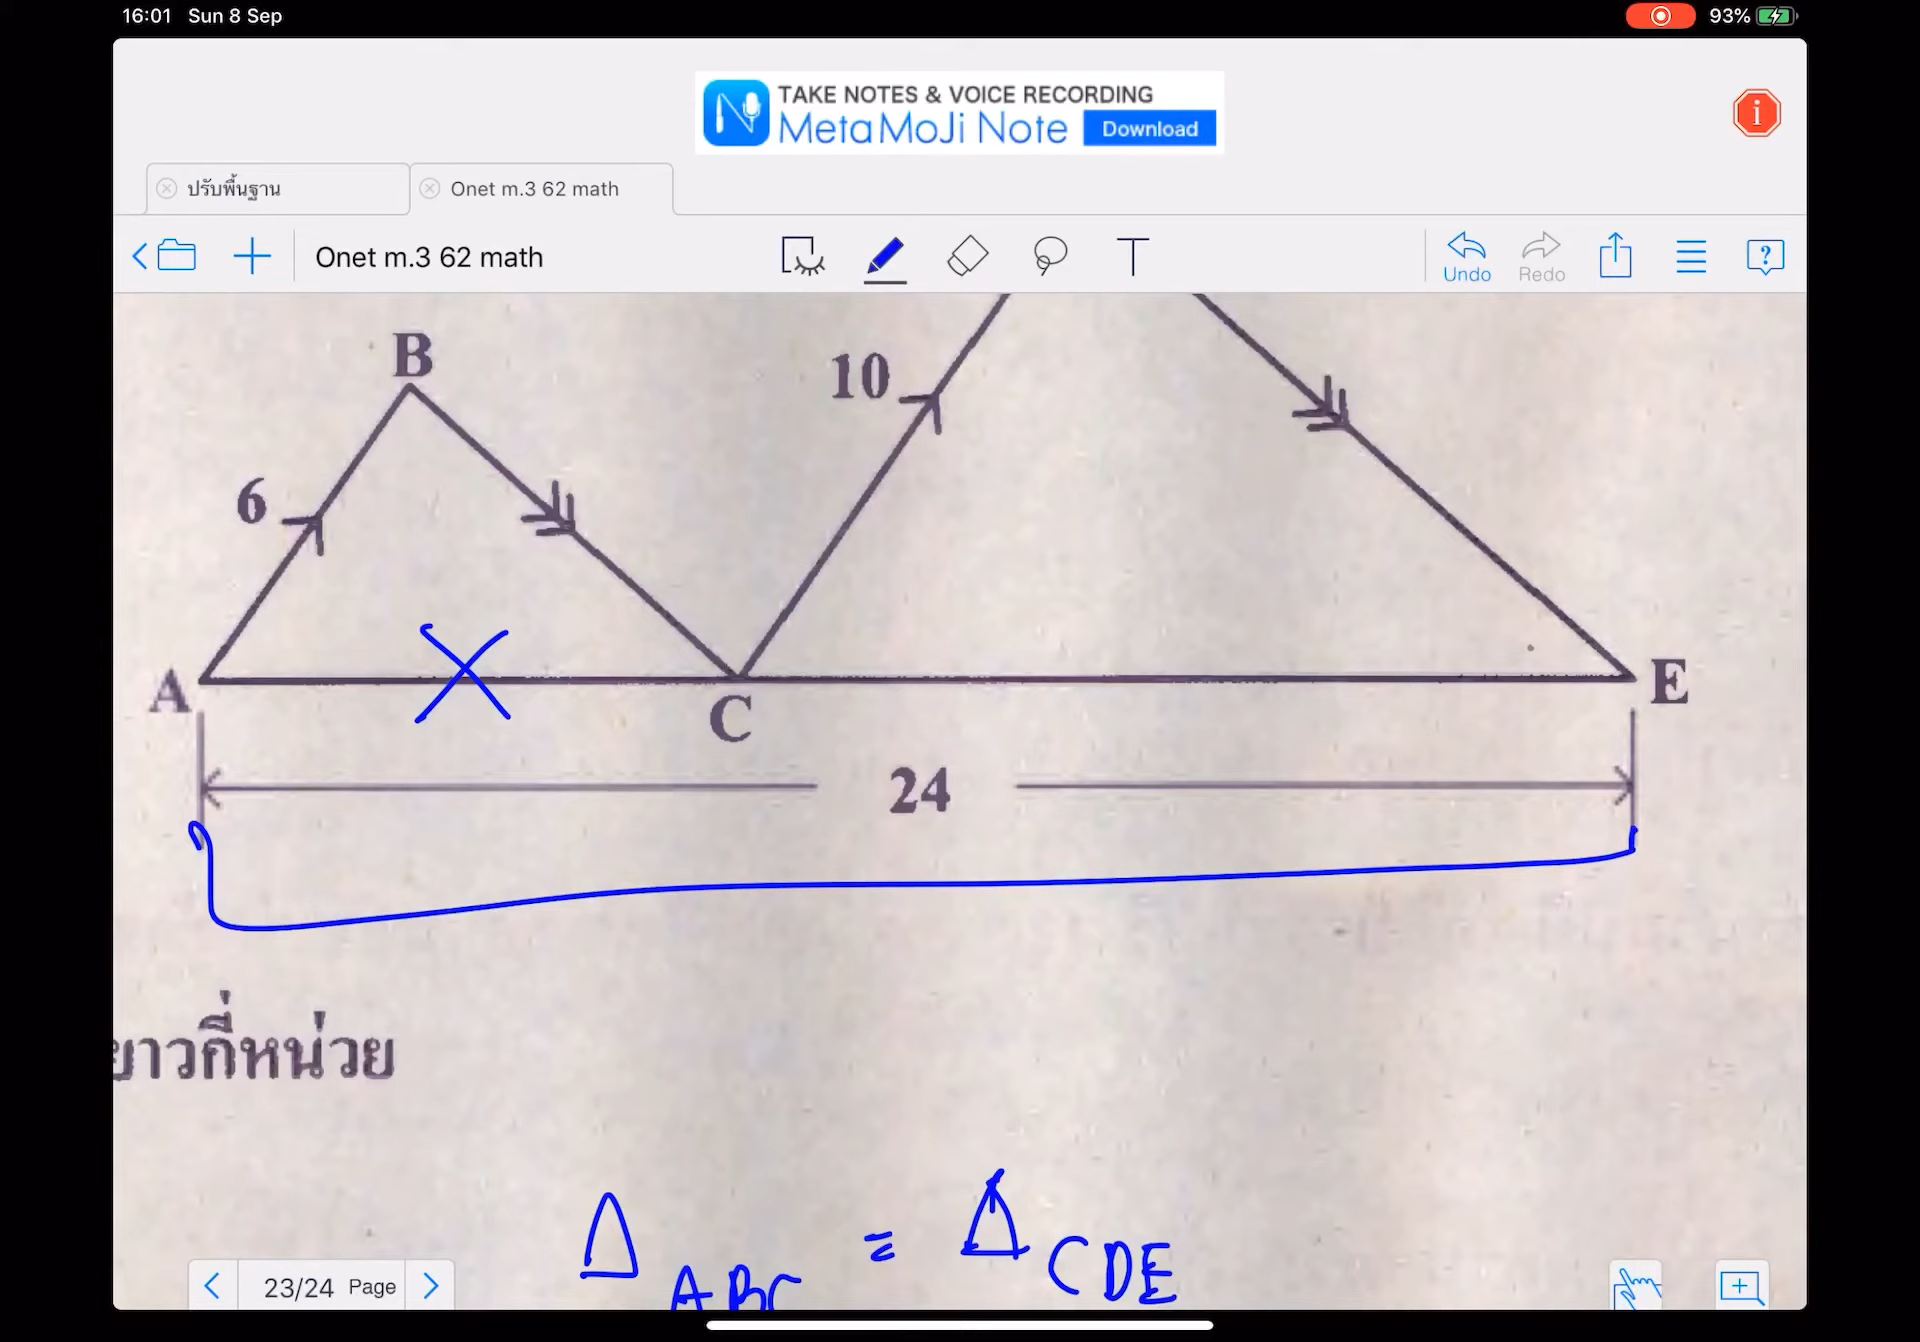 16:01 Sun 8 Sep 93%
TAKE NOTES & VOICE RECORDING
MetaMoJi Note Download
ปรับพื้นฐาน Onet m.3 62 math
Onet m.3 62 math T Undo Redo
B
10
6
A
C
E
24
ยาวกี่หน่วย
Δ ABC = Δ CDE
23/24 Page